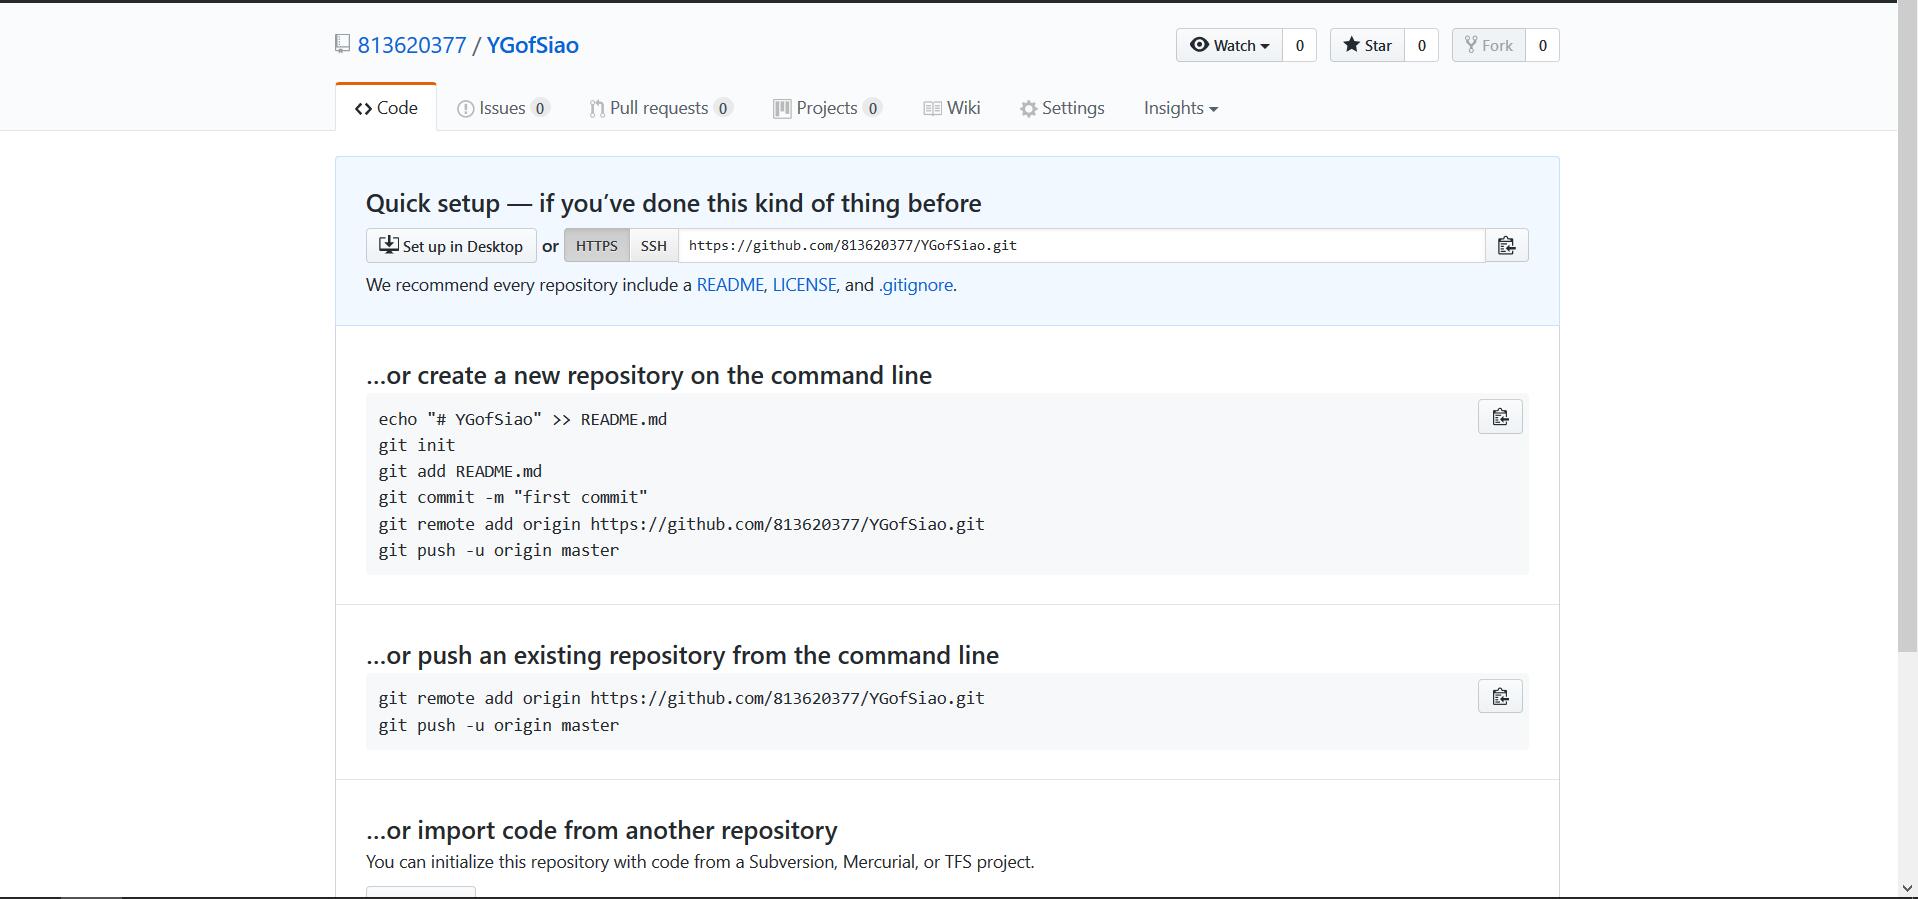 813620377 / YGofSiao
Watch 0 Star 0 Fork 0
Code Issues 0 Pull requests 0 Projects 0 Wiki Settings Insights
Quick setup — if you’ve done this kind of thing before
Set up in Desktop or HTTPS SSH https://github.com/813620377/YGofSiao.git
We recommend every repository include a README, LICENSE, and .gitignore.
…or create a new repository on the command line
echo "# YGofSiao" >> README.md
git init
git add README.md
git commit -m "first commit"
git remote add origin https://github.com/813620377/YGofSiao.git
git push -u origin master
…or push an existing repository from the command line
git remote add origin https://github.com/813620377/YGofSiao.git
git push -u origin master
…or import code from another repository
You can initialize this repository with code from a Subversion, Mercurial, or TFS project.